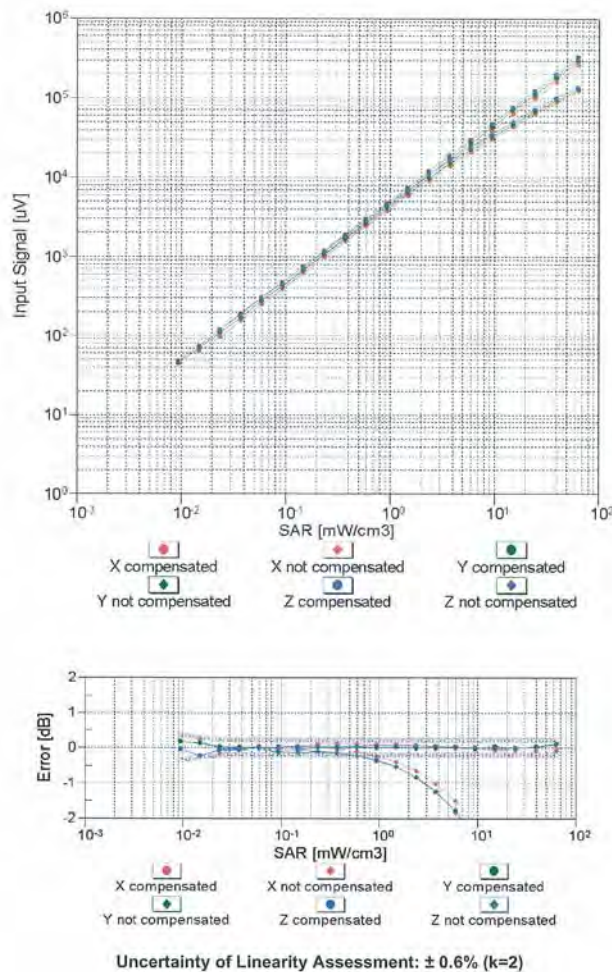 10⁶
10⁵
10⁴
10³
10²
10¹
10⁰
Input Signal [uV]
10⁻³ 10⁻² 10⁻¹ 10⁰ 10¹ 10²
SAR [mW/cm3]
X compensated X not compensated Y compensated
Y not compensated Z compensated Z not compensated
2
1
0
-1
-2
Error [dB]
10⁻³ 10⁻² 10⁻¹ 10⁰ 10¹ 10²
SAR [mW/cm3]
X compensated X not compensated Y compensated
Y not compensated Z compensated Z not compensated
Uncertainty of Linearity Assessment: ± 0.6% (k=2)